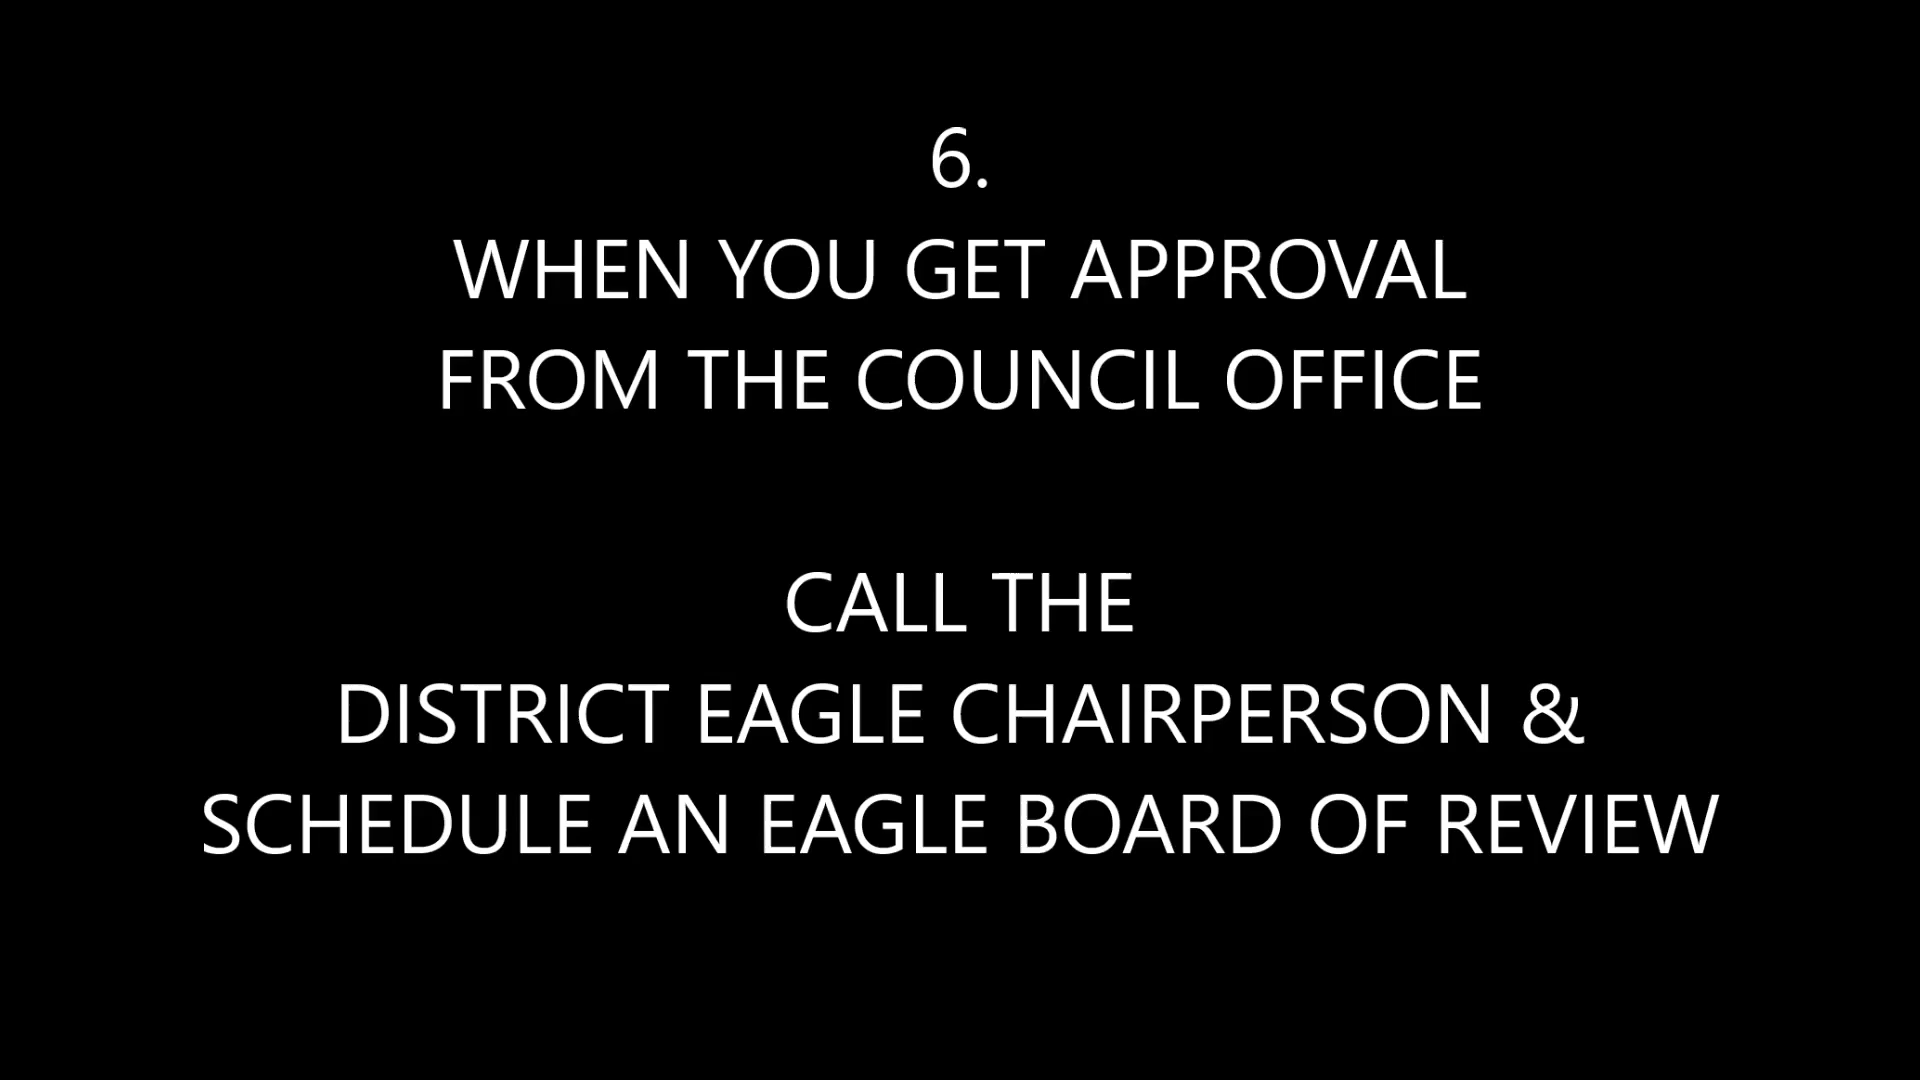 6.
WHEN YOU GET APPROVAL
FROM THE COUNCIL OFFICE
CALL THE
DISTRICT EAGLE CHAIRPERSON &
SCHEDULE AN EAGLE BOARD OF REVIEW